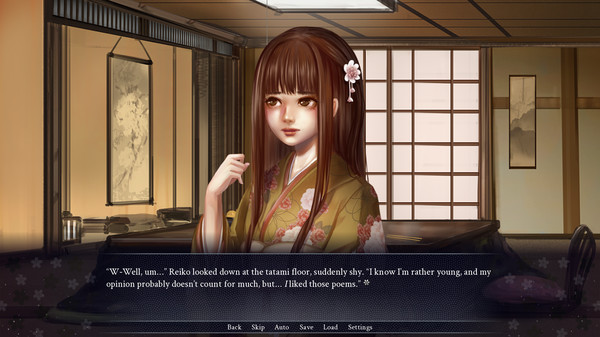 “W-Well, um...” Reiko looked down at the tatami floor, suddenly shy. “I know I'm rather young, and my
opinion probably doesn't count for much, but... I liked those poems.”
Back Skip Auto Save Load Settings